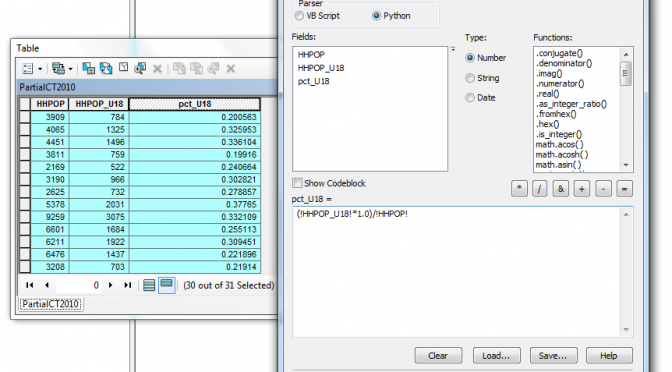 Table
PartialCT2010
HHPOP HHPOP_U18 pct_U18
3909 784 0.200563
4065 1325 0.325953
4451 1496 0.336104
3811 759 0.19916
2169 522 0.240664
3190 966 0.302821
2625 732 0.278857
5378 2031 0.37765
9259 3075 0.332109
6601 1684 0.255113
6211 1922 0.309451
6476 1437 0.221896
3208 703 0.21914
0
(30 out of 31 Selected)
PartialCT2010
Parser
VB Script Python
Fields:
HHPOP
HHPOP_U18
pct_U18
Type:
Number
String
Date
Functions:
.conjugate()
.denominator()
.imag()
.numerator()
.real()
.as_integer_ratio()
.fromhex()
.hex()
.is_integer()
math.acos( )
math.acosh( )
math.asin( )
Show Codeblock
* / & + - =
pct_U18 =
(!HHPOP_U18!*1.0)/!HHPOP!
Clear Load... Save... Help